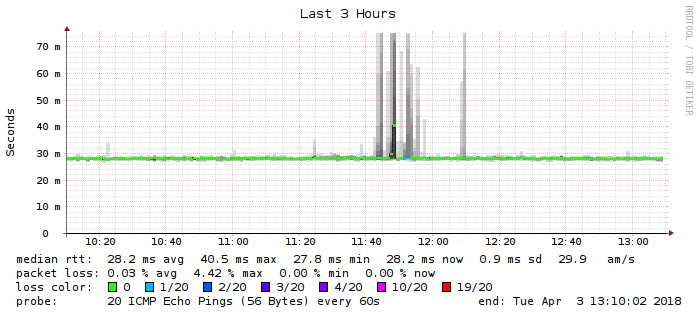 Last 3 Hours
RRDTOOL / TOBI OETIKER
Seconds
70 m
60 m
50 m
40 m
30 m
20 m
10 m
0
10:20 10:40 11:00 11:20 11:40 12:00 12:20 12:40 13:00
median rtt: 28.2 ms avg 40.5 ms max 27.8 ms min 28.2 ms now 0.9 ms sd 29.9 am/s
packet loss: 0.03 % avg 4.42 % max 0.00 % min 0.00 % now
loss color: 0 1/20 2/20 3/20 4/20 10/20 19/20
probe: 20 ICMP Echo Pings (56 Bytes) every 60s end: Tue Apr 3 13:10:02 2018